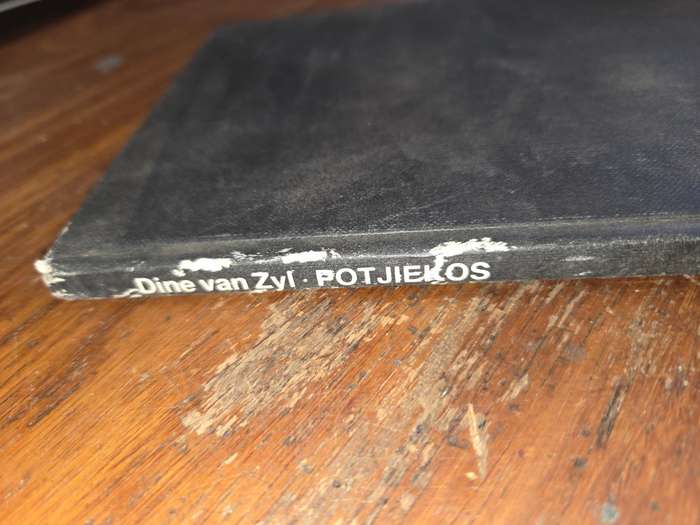 Dine van Zyl · POTJIEKOS